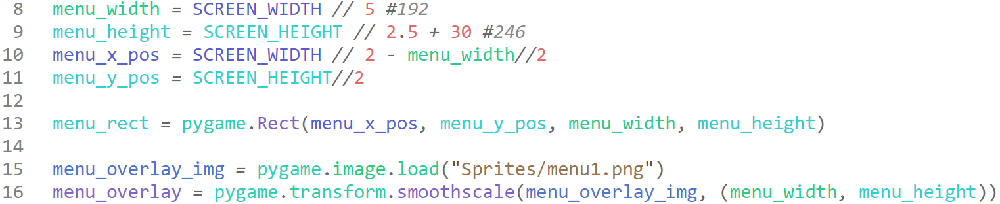 8 menu_width = SCREEN_WIDTH // 5 #192
9 menu_height = SCREEN_HEIGHT // 2.5 + 30 #246
10 menu_x_pos = SCREEN_WIDTH // 2 - menu_width//2
11 menu_y_pos = SCREEN_HEIGHT//2
12
13 menu_rect = pygame.Rect(menu_x_pos, menu_y_pos, menu_width, menu_height)
14
15 menu_overlay_img = pygame.image.load("Sprites/menu1.png")
16 menu_overlay = pygame.transform.smoothscale(menu_overlay_img, (menu_width, menu_height))